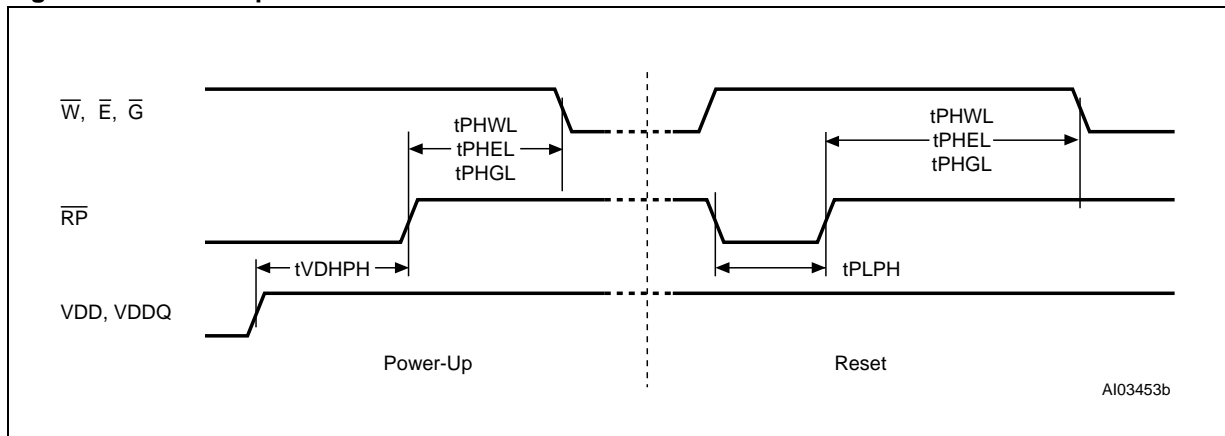 W, E, G
tPHWL
tPHEL
tPHGL
tPHWL
tPHEL
tPHGL
RP
tVDHPH
tPLPH
VDD, VDDQ
Power-Up
Reset
AI03453b